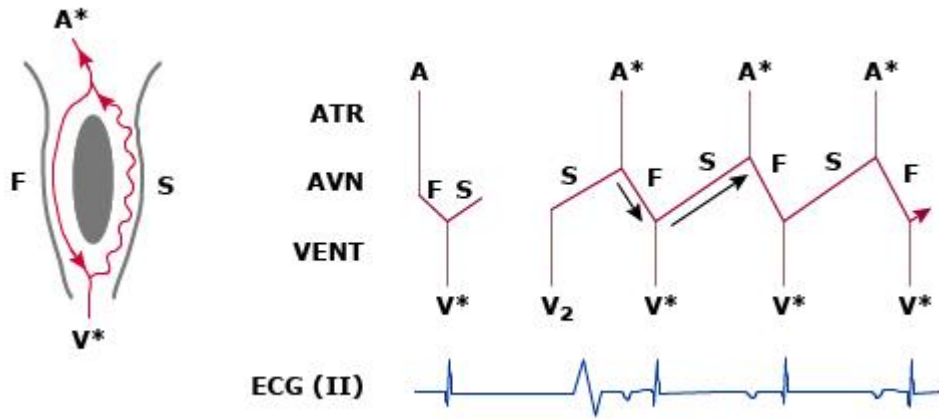 A*
F
S
V*
A A* A* A*
ATR
AVN
F S S F S F S F
VENT
V* V₂ V* V* V*
ECG (II)